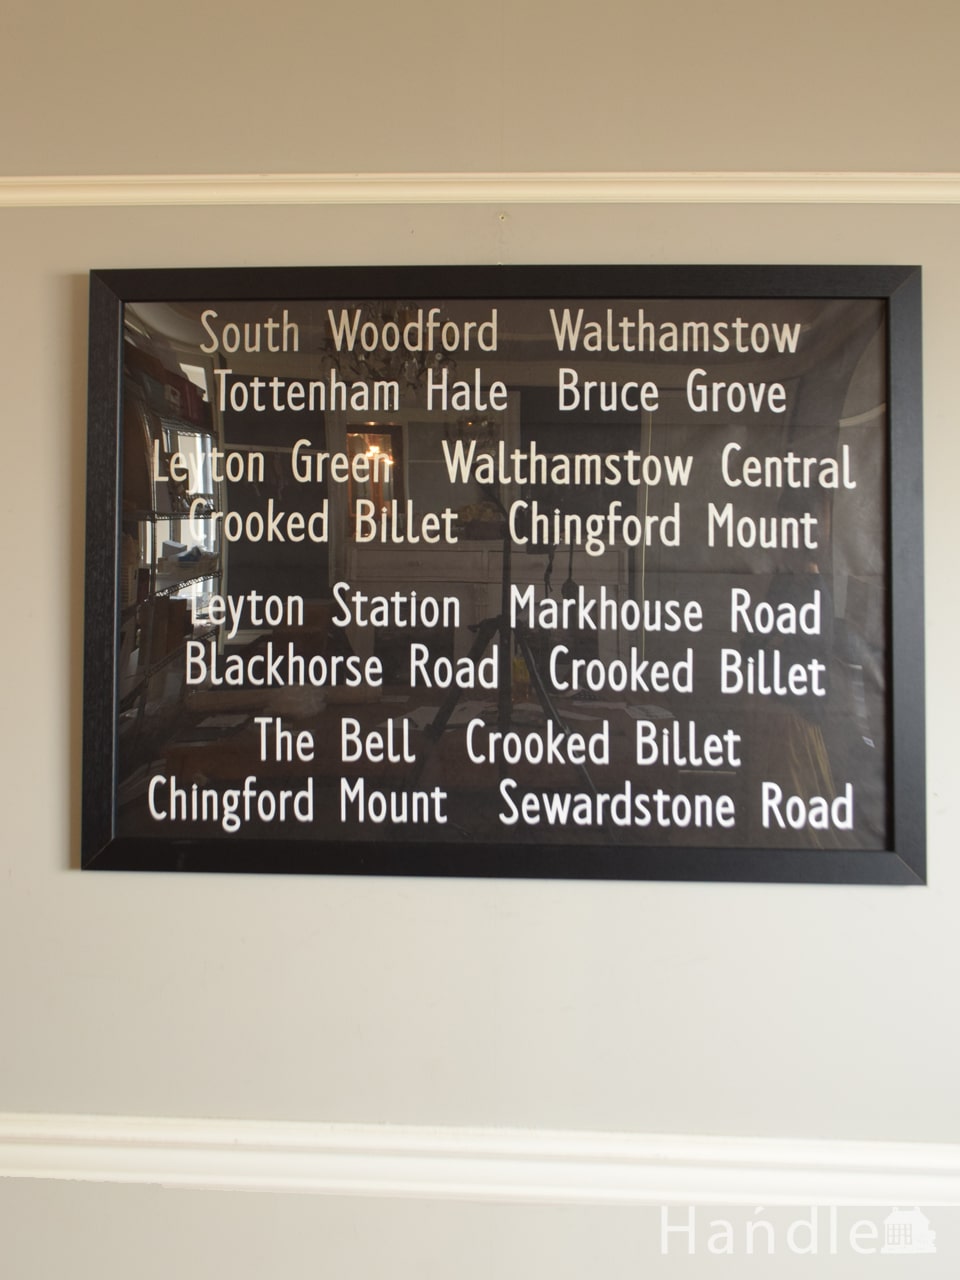 South Woodford Walthamstow
Tottenham Hale Bruce Grove
Leyton Green Walthamstow Central
Crooked Billet Chingford Mount
Leyton Station Markhouse Road
Blackhorse Road Crooked Billet
The Bell Crooked Billet
Chingford Mount Sewardstone Road
Hańdle